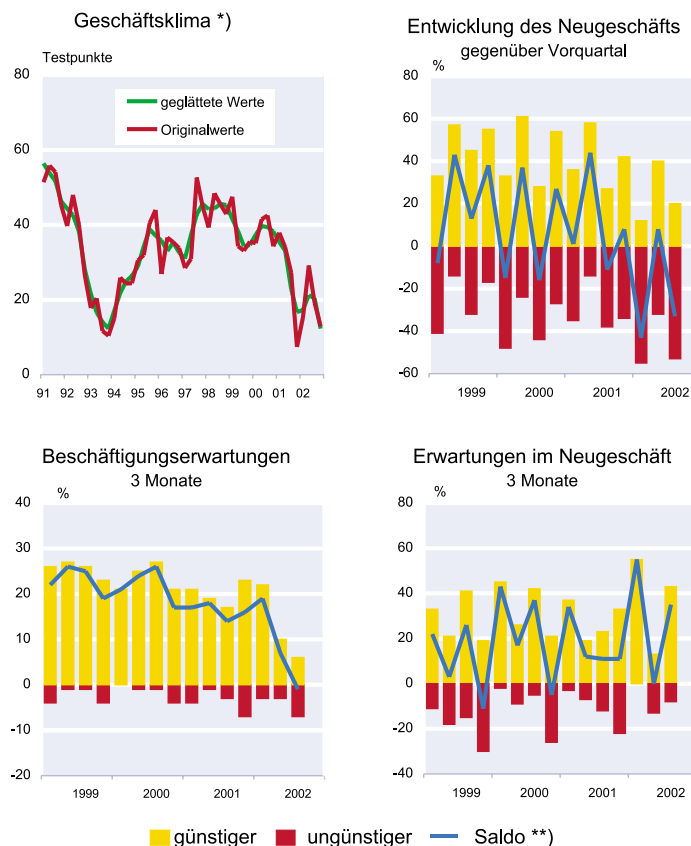 Geschäftsklima *)
Testpunkte
80
60
40
20
0
geglättete Werte
Originalwerte
91 92 93 94 95 96 97 98 99 00 01 02
Entwicklung des Neugeschäfts
gegenüber Vorquartal
%
80
60
40
20
0
-20
-40
-60
1999 2000 2001 2002
Beschäftigungserwartungen
3 Monate
%
40
30
20
10
0
-10
-20
1999 2000 2001 2002
Erwartungen im Neugeschäft
3 Monate
%
80
60
40
20
0
-20
-40
1999 2000 2001 2002
günstiger ungünstiger Saldo **)